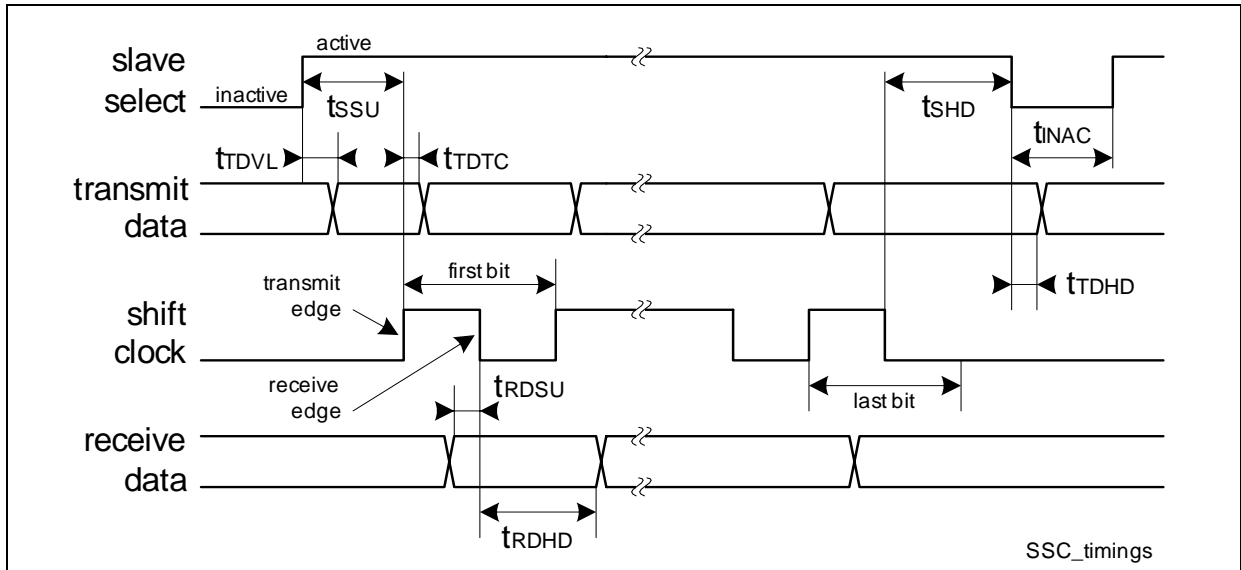 active
slave
select
inactive
tSSU
tSHD
tINAC
tTDVL
tTDTC
transmit
data
tTDHD
first bit
transmit
edge
shift
clock
receive
edge
tRDSU
last bit
receive
data
tRDHD
SSC_timings